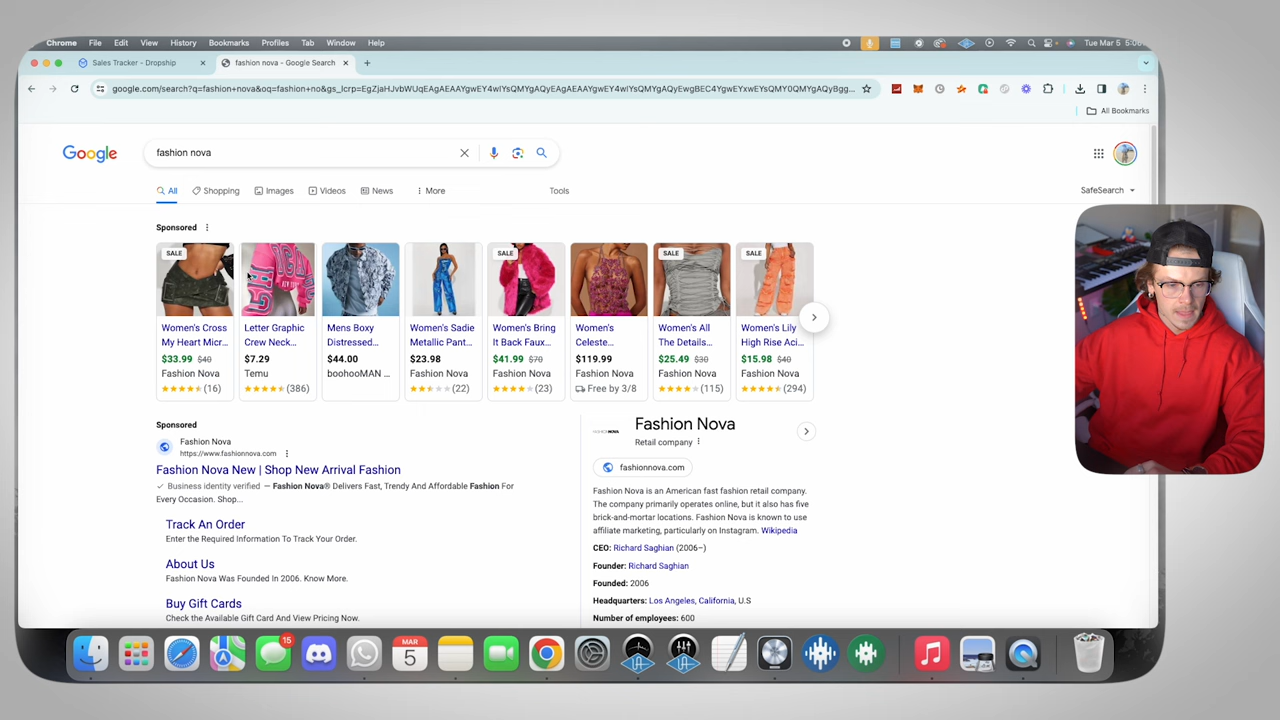 Chrome File Edit View History Bookmarks Profiles Tab Window Help
Tue Mar 5
Sales Tracker - Dropship
fashion nova - Google Search
google.com/search?q=fashion+nova&oq=fashion+no&gs_lcrp=EgZjaHJvbWUqEAgAEAAYgwEY4wIYsQMYgAQyEAgAEAAYgwEY4wIYsQMYgAQyEwgBEC4YgwEYxwEYsQMY0QMYgAQyBgg...
All Bookmarks
Google
fashion nova
All Shopping Images Videos News More Tools
SafeSearch
Sponsored
SALE
Women's Cross
My Heart Micr...
$33.99 $40
Fashion Nova
(16)
Letter Graphic
Crew Neck...
$7.29
Temu
(386)
Mens Boxy
Distressed...
$44.00
boohooMAN ...
Women's Sadie
Metallic Pant...
$23.98
Fashion Nova
(22)
SALE
Women's Bring
It Back Faux...
$41.99 $70
Fashion Nova
(23)
Women's
Celeste...
$119.99
Fashion Nova
Free by 3/8
SALE
Women's All
The Details...
$25.49 $30
Fashion Nova
(115)
SALE
Women's Lily
High Rise Aci...
$15.98 $40
Fashion Nova
(294)
Sponsored
Fashion Nova
https://www.fashionnova.com
Fashion Nova New | Shop New Arrival Fashion
Business identity verified — Fashion Nova® Delivers Fast, Trendy And Affordable Fashion For
Every Occasion. Shop...
Track An Order
Enter the Required Information To Track Your Order.
About Us
Fashion Nova Was Founded In 2006. Know More.
Buy Gift Cards
Check the Available Gift Card And View Pricing Now.
FASHION NOVA
Fashion Nova
Retail company
fashionnova.com
Fashion Nova is an American fast fashion retail company.
The company primarily operates online, but it also has five
brick-and-mortar locations. Fashion Nova is known to use
affiliate marketing, particularly on Instagram. Wikipedia
CEO: Richard Saghian (2006–)
Founder: Richard Saghian
Founded: 2006
Headquarters: Los Angeles, California, U.S
Number of employees: 600
15
MAR
5